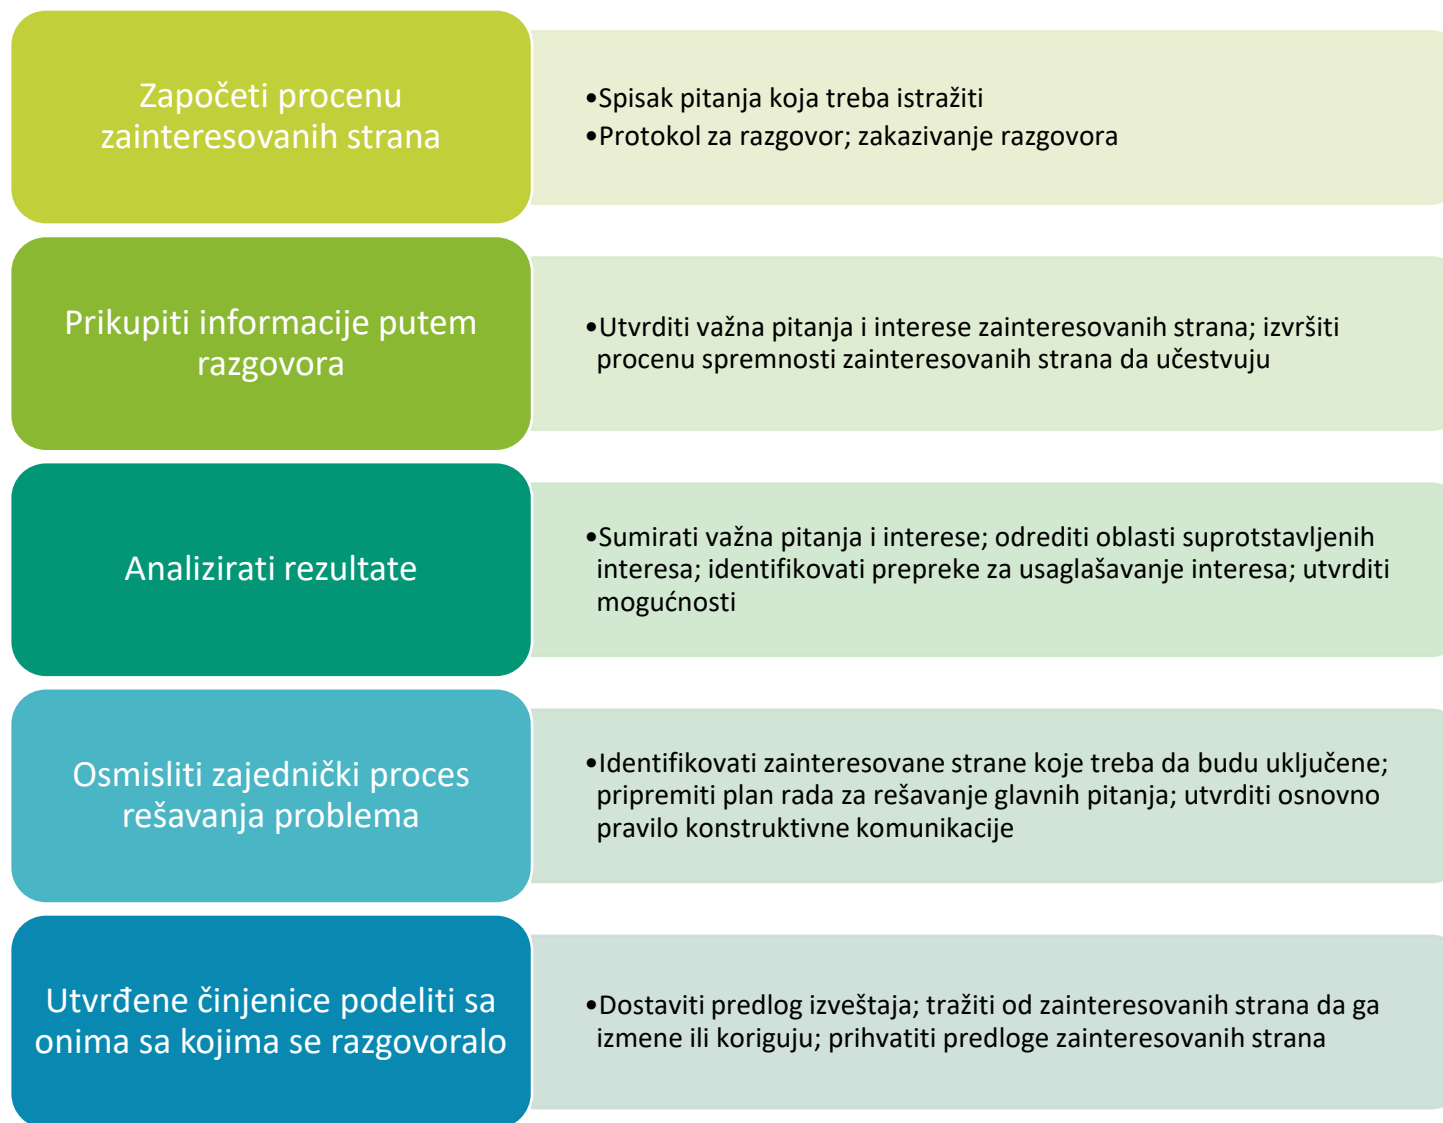 Započeti procenu
zainteresovanih strana
•Spisak pitanja koja treba istražiti
•Protokol za razgovor; zakazivanje razgovora
Prikupiti informacije putem
razgovora
•Utvrditi važna pitanja i interese zainteresovanih strana; izvršiti
procenu spremnosti zainteresovanih strana da učestvuju
Analizirati rezultate
•Sumirati važna pitanja i interese; odrediti oblasti suprotstavljenih
interesa; identifikovati prepreke za usaglašavanje interesa; utvrditi
mogućnosti
Osmisliti zajednički proces
rešavanja problema
•Identifikovati zainteresovane strane koje treba da budu uključene;
pripremiti plan rada za rešavanje glavnih pitanja; utvrditi osnovno
pravilo konstruktivne komunikacije
Utvrđene činjenice podeliti sa
onima sa kojima se razgovoralo
•Dostaviti predlog izveštaja; tražiti od zainteresovanih strana da ga
izmene ili koriguju; prihvatiti predloge zainteresovanih strana